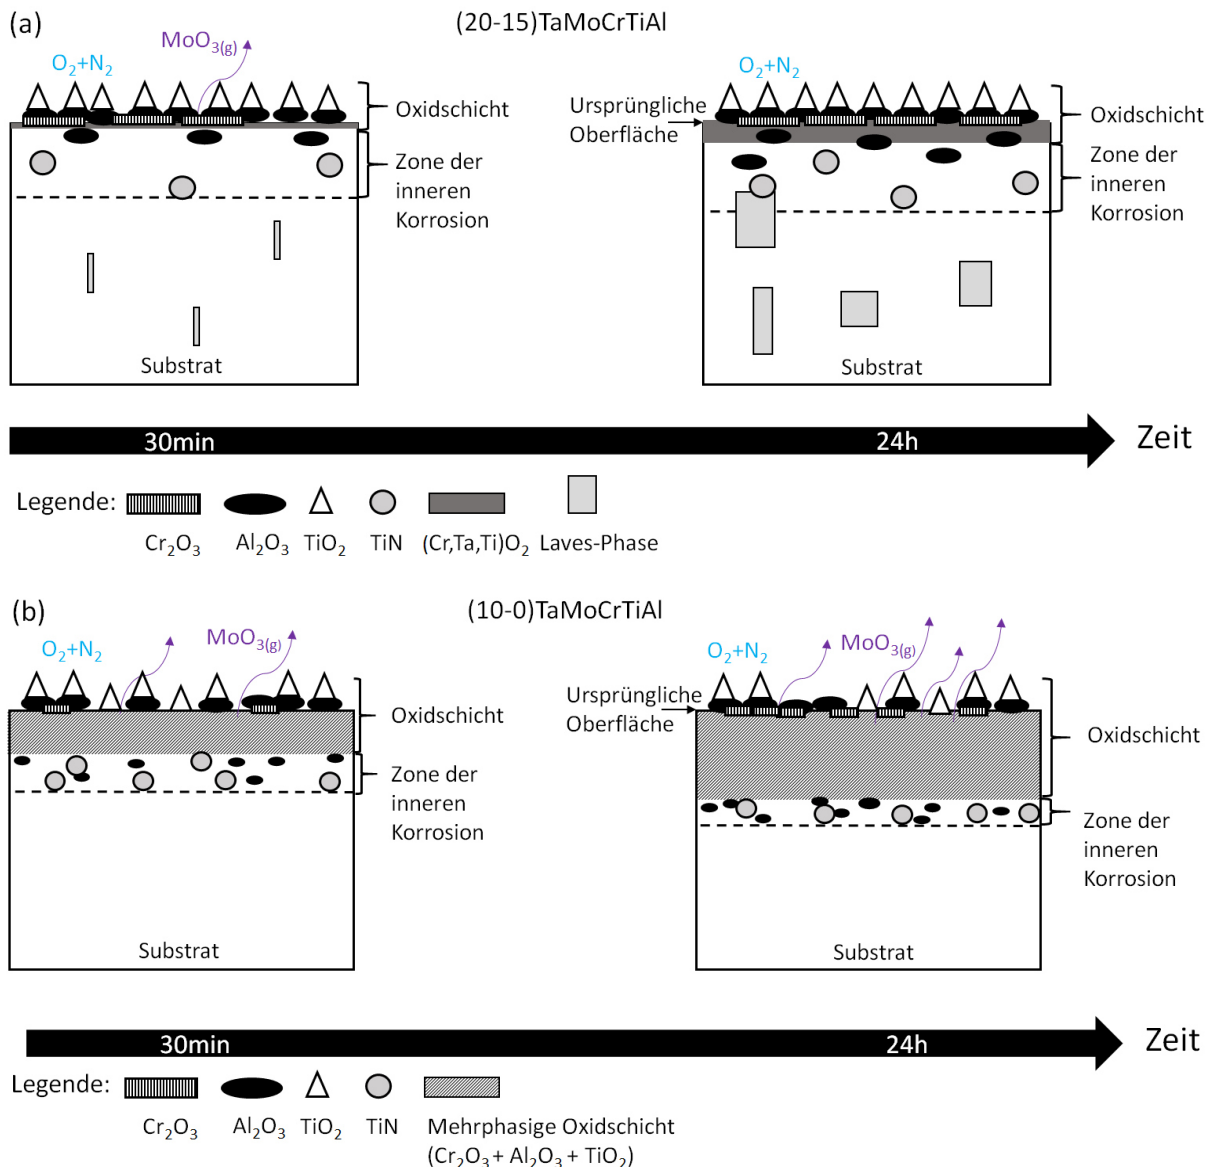 (a)
(20-15)TaMoCrTiAl
MoO3(g)
O2+N2
Oxidschicht
Zone der
inneren
Korrosion
Substrat
O2+N2
Ursprüngliche
Oberfläche
Oxidschicht
Zone der
inneren
Korrosion
Substrat
30min
24h
Zeit
Legende:
Cr2O3
Al2O3
TiO2
TiN
(Cr,Ta,Ti)O2
Laves-Phase
(b)
(10-0)TaMoCrTiAl
O2+N2
MoO3(g)
Oxidschicht
Zone der
inneren
Korrosion
Substrat
O2+N2
MoO3(g)
Ursprüngliche
Oberfläche
Oxidschicht
Zone der
inneren
Korrosion
Substrat
30min
24h
Zeit
Legende:
Cr2O3
Al2O3
TiO2
TiN
Mehrphasige Oxidschicht
(Cr2O3 + Al2O3 + TiO2)